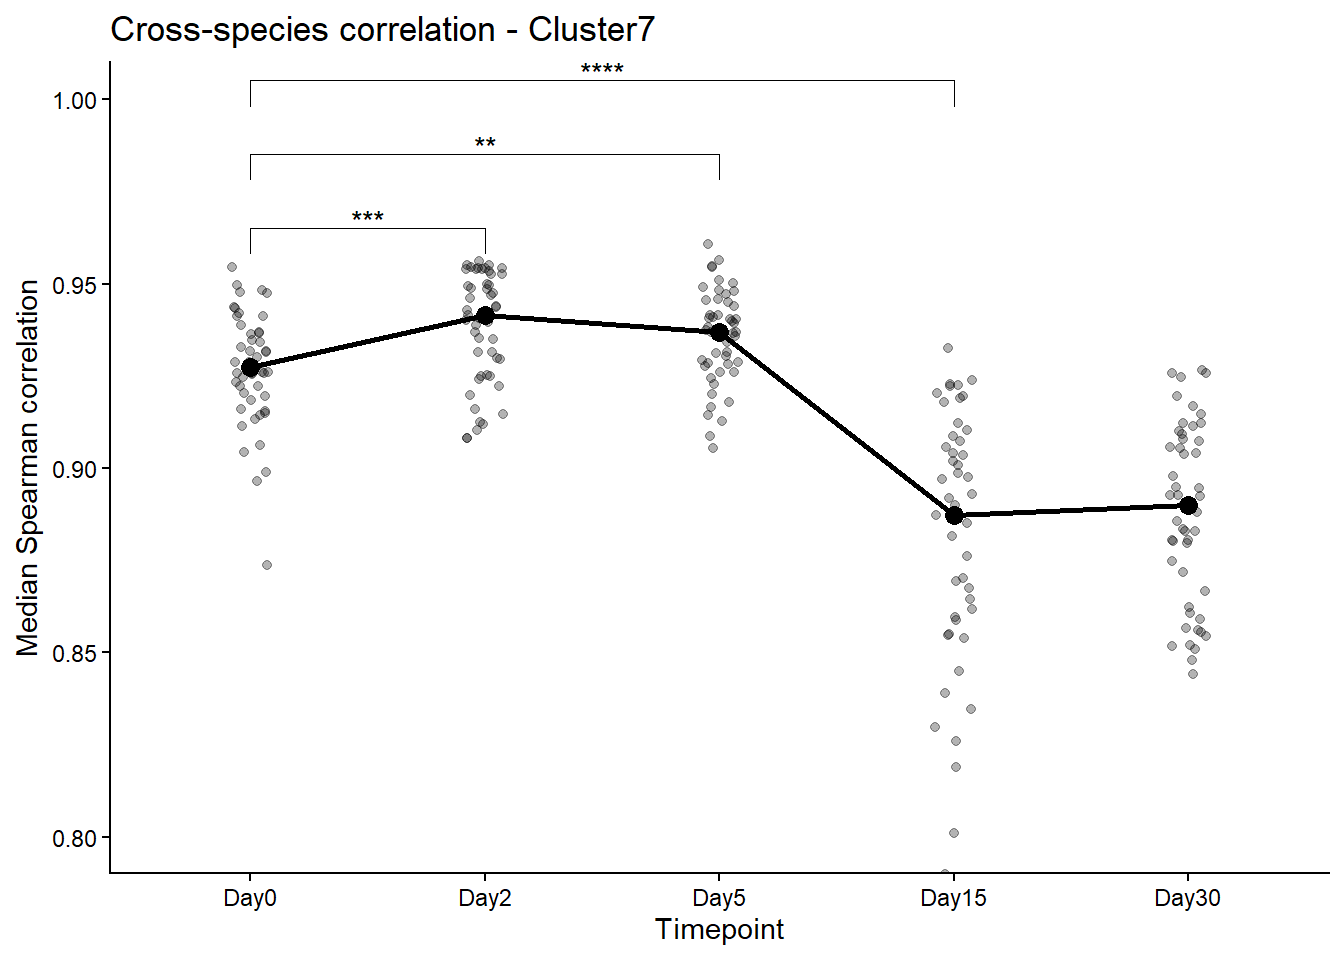 Cross-species correlation - Cluster7
****
1.00
**
***
0.95
0.90
0.85
0.80
Median Spearman correlation
Day0 Day2 Day5 Day15 Day30
Timepoint